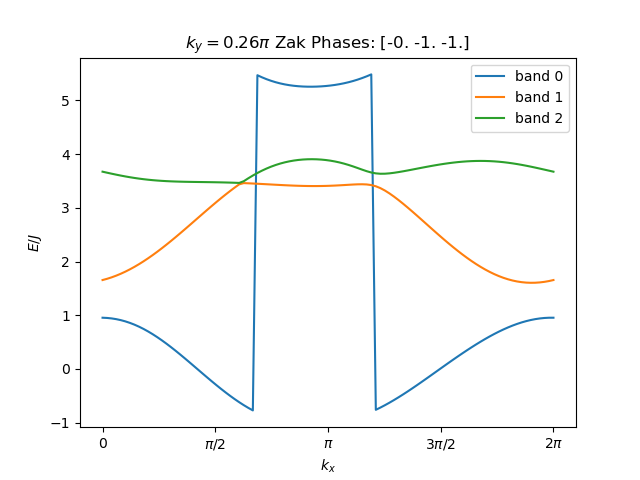 $k_y = 0.26\pi$ Zak Phases: [-0. -1. -1.]
band 0
band 1
band 2
5
4
3
2
1
0
−1
E/J
0
π/2
π
3π/2
2π
$k_x$